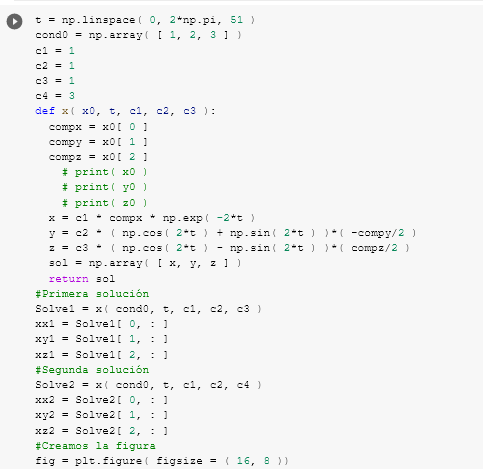 t = np.linspace( 0, 2*np.pi, 51 )
cond0 = np.array( [ 1, 2, 3 ] )
c1 = 1
c2 = 1
c3 = 1
c4 = 3
def x( x0, t, c1, c2, c3 ):
  compx = x0[ 0 ]
  compy = x0[ 1 ]
  compz = x0[ 2 ]
    # print( x0 )
    # print( y0 )
    # print( z0 )
  x = c1 * compx * np.exp( -2*t )
  y = c2 * ( np.cos( 2*t ) + np.sin( 2*t ) )*( -compy/2 )
  z = c3 * ( np.cos( 2*t ) - np.sin( 2*t ) )*( compz/2 )
  sol = np.array( [ x, y, z ] )
  return sol
#Primera solución
Solve1 = x( cond0, t, c1, c2, c3 )
xx1 = Solve1[ 0, : ]
xy1 = Solve1[ 1, : ]
xz1 = Solve1[ 2, : ]
#Segunda solución
Solve2 = x( cond0, t, c1, c2, c4 )
xx2 = Solve2[ 0, : ]
xy2 = Solve2[ 1, : ]
xz2 = Solve2[ 2, : ]
#Creamos la figura
fig = plt.figure( figsize = ( 16, 8 ))